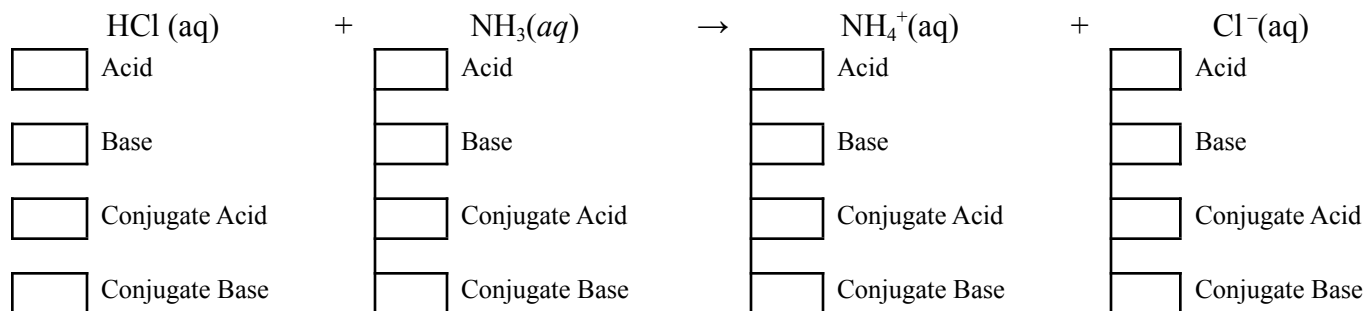 HCl (aq) + NH₃(aq) → NH₄⁺(aq) + Cl⁻(aq)
Acid Acid Acid Acid
Base Base Base Base
Conjugate Acid Conjugate Acid Conjugate Acid Conjugate Acid
Conjugate Base Conjugate Base Conjugate Base Conjugate Base